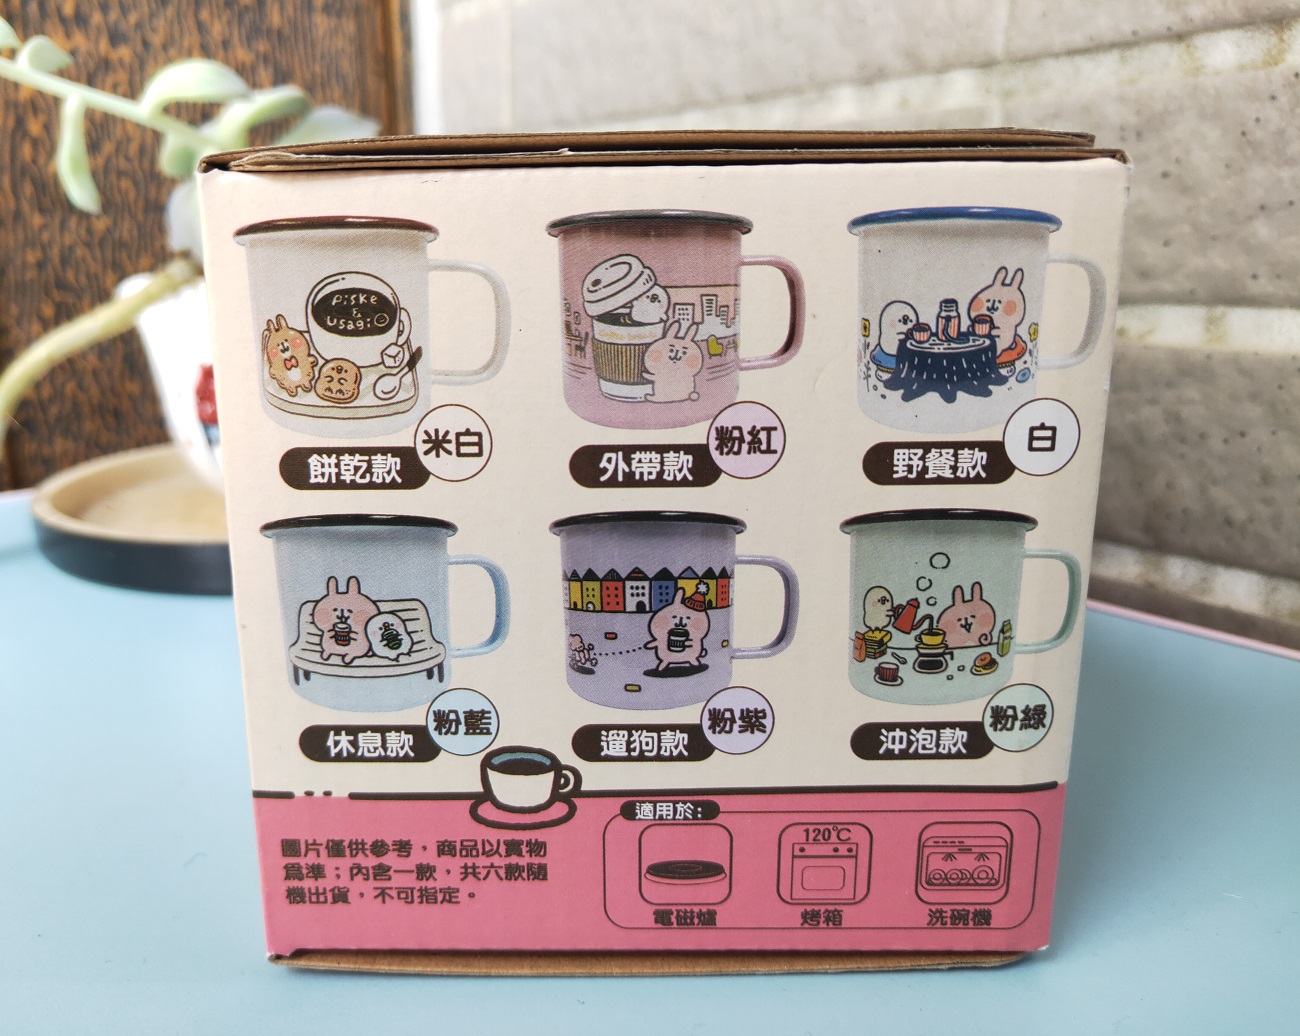 Piske
&
Usagi
米白
餅乾款
coffee break
粉紅
外帶款
白
野餐款
粉藍
休息款
粉紫
遛狗款
粉綠
沖泡款
圖片僅供參考，商品以實物
為準；內含一款，共六款隨
機出貨，不可指定。
適用於:
120℃
電磁爐
烤箱
洗碗機